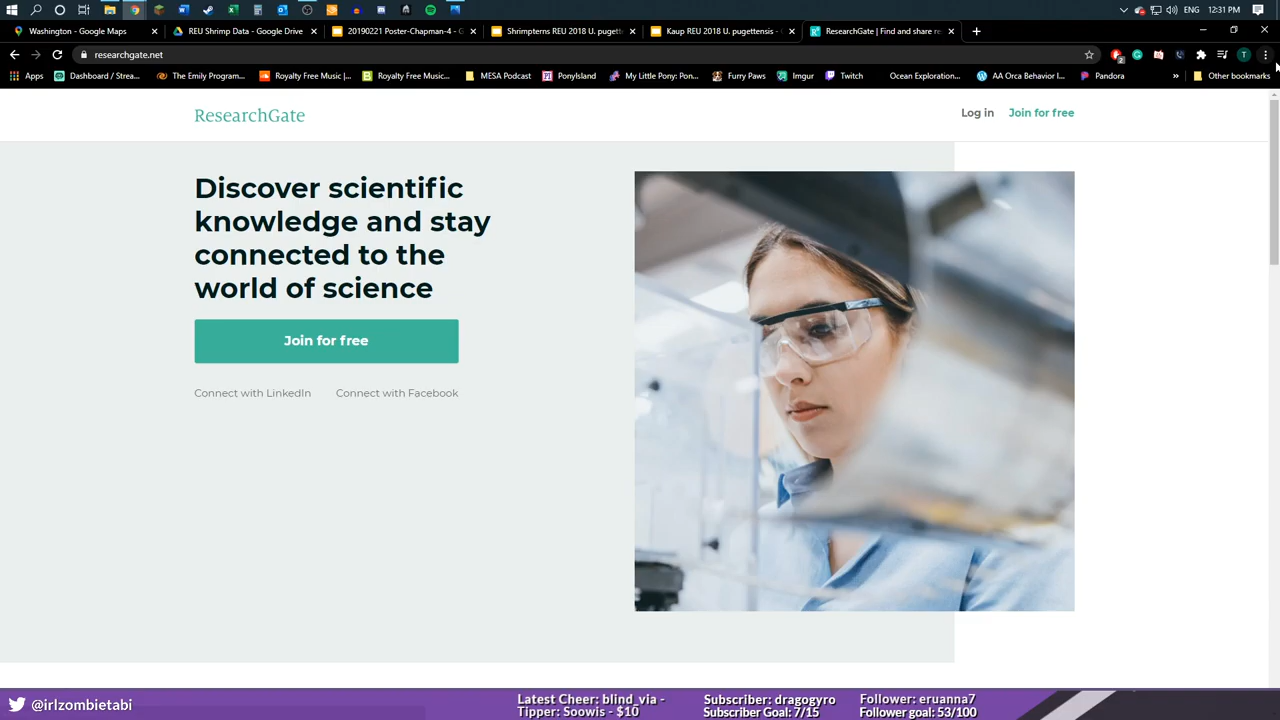 ENG 12:31 PM
Washington - Google Maps
REU Shrimp Data - Google Drive
20190221 Poster-Chapman-4 - G
Shrimpterns REU 2018 U. pugett
Kaup REU 2018 U. pugettensis -
ResearchGate | Find and share re
researchgate.net
Apps
Dashboard / Strea...
The Emily Program...
Royalty Free Music |...
Royalty Free Music...
MESA Podcast
PonyIsland
My Little Pony: Pon...
Furry Paws
Imgur
Twitch
Ocean Exploration...
AA Orca Behavior I...
Pandora
»
Other bookmarks
ResearchGate
Log in
Join for free
Discover scientific
knowledge and stay
connected to the
world of science
Join for free
Connect with LinkedIn
Connect with Facebook
@irlzombietabi
Latest Cheer: blind_via -
Tipper: Soowis - $10
Subscriber: dragogyro
Subscriber Goal: 7/15
Follower: eruanna7
Follower goal: 53/100